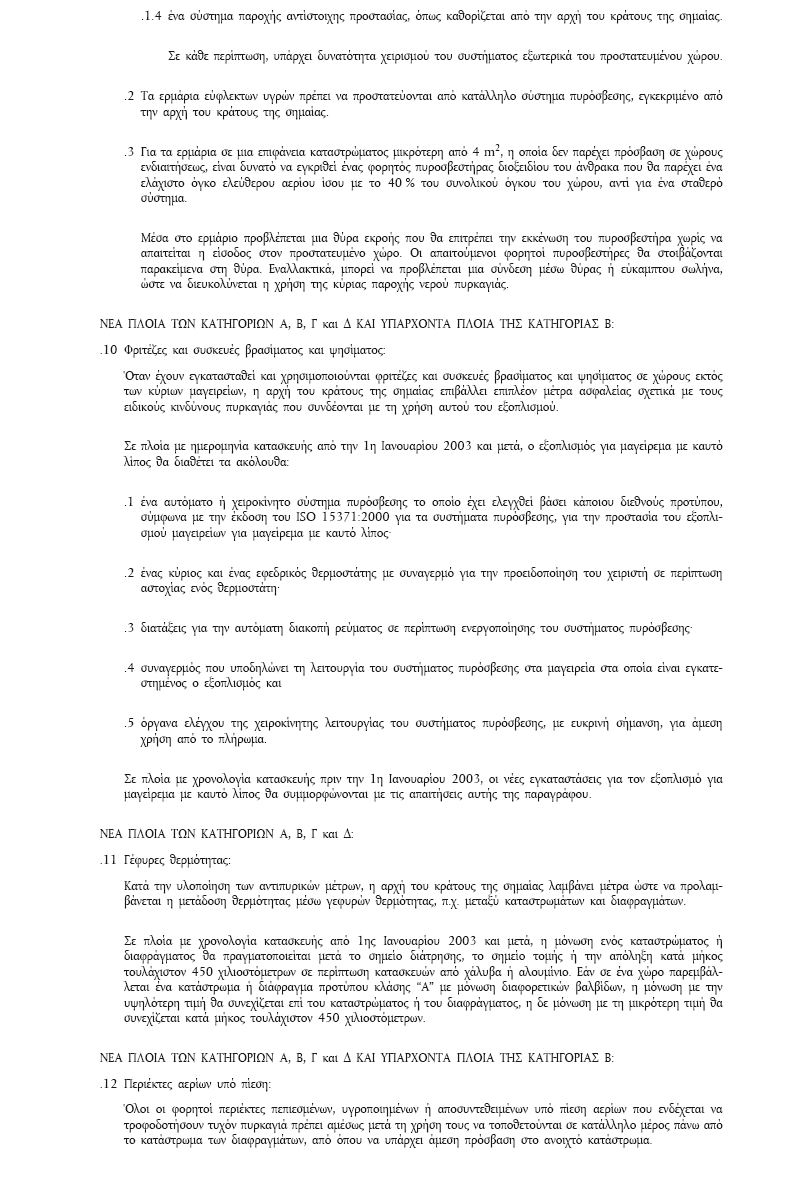 .1.4 ένα σύστημα παροχής αντίστοιχης προστασίας, όπως καθορίζεται από την αρχή του κράτους της σημαίας.
Σε κάθε περίπτωση, υπάρχει δυνατότητα χειρισμού του συστήματος εξωτερικά του προστατευμένου χώρου.
.2 Τα ερμάρια εύφλεκτων υγρών πρέπει να προστατεύονται από κατάλληλο σύστημα πυρόσβεσης, εγκεκριμένο από
την αρχή του κράτους της σημαίας.
.3 Για τα ερμάρια σε μια επιφάνεια καταστρώματος μικρότερη από 4 m², η οποία δεν παρέχει πρόσβαση σε χώρους
ενδιαιτήσεως, είναι δυνατό να εγκριθεί ένας φορητός πυροσβεστήρας διοξειδίου του άνθρακα που θα παρέχει ένα
ελάχιστο όγκο ελεύθερου αερίου ίσου με το 40 % του συνολικού όγκου του χώρου, αντί για ένα σταθερό
σύστημα.
Μέσα στο ερμάριο προβλέπεται μια θύρα εκροής που θα επιτρέπει την εκκένωση του πυροσβεστήρα χωρίς να
απαιτείται η είσοδος στον προστατευμένο χώρο. Οι απαιτούμενοι φορητοί πυροσβεστήρες θα στοιβάζονται
παρακείμενα στη θύρα. Εναλλακτικά, μπορεί να προβλέπεται μια σύνδεση μέσω θύρας ή εύκαμπτου σωλήνα,
ώστε να διευκολύνεται η χρήση της κύριας παροχής νερού πυρκαγιάς.
ΝΕΑ ΠΛΟΙΑ ΤΩΝ ΚΑΤΗΓΟΡΙΩΝ Α, Β, Γ και Δ ΚΑΙ ΥΠΑΡΧΟΝΤΑ ΠΛΟΙΑ ΤΗΣ ΚΑΤΗΓΟΡΙΑΣ Β:
.10 Φριτέζες και συσκευές βρασίματος και ψησίματος:
Όταν έχουν εγκατασταθεί και χρησιμοποιούνται φριτέζες και συσκευές βρασίματος και ψησίματος σε χώρους εκτός
των κύριων μαγειρείων, η αρχή του κράτους της σημαίας επιβάλλει επιπλέον μέτρα ασφαλείας σχετικά με τους
ειδικούς κινδύνους πυρκαγιάς που συνδέονται με τη χρήση αυτού του εξοπλισμού.
Σε πλοία με ημερομηνία κατασκευής από την 1η Ιανουαρίου 2003 και μετά, ο εξοπλισμός για μαγείρεμα με καυτό
λίπος θα διαθέτει τα ακόλουθα:
.1 ένα αυτόματο ή χειροκίνητο σύστημα πυρόσβεσης το οποίο έχει ελεγχθεί βάσει κάποιου διεθνούς προτύπου,
σύμφωνα με την έκδοση του ISO 15371:2000 για τα συστήματα πυρόσβεσης, για την προστασία του εξοπλι-
σμού μαγειρείων για μαγείρεμα με καυτό λίπος·
.2 ένας κύριος και ένας εφεδρικός θερμοστάτης με συναγερμό για την προειδοποίηση του χειριστή σε περίπτωση
αστοχίας ενός θερμοστάτη·
.3 διατάξεις για την αυτόματη διακοπή ρεύματος σε περίπτωση ενεργοποίησης του συστήματος πυρόσβεσης·
.4 συναγερμός που υποδηλώνει τη λειτουργία του συστήματος πυρόσβεσης στα μαγειρεία στα οποία είναι εγκατε-
στημένος ο εξοπλισμός και
.5 όργανα ελέγχου της χειροκίνητης λειτουργίας του συστήματος πυρόσβεσης, με ευκρινή σήμανση, για άμεση
χρήση από το πλήρωμα.
Σε πλοία με χρονολογία κατασκευής πριν την 1η Ιανουαρίου 2003, οι νέες εγκαταστάσεις για τον εξοπλισμό για
μαγείρεμα με καυτό λίπος θα συμμορφώνονται με τις απαιτήσεις αυτής της παραγράφου.
ΝΕΑ ΠΛΟΙΑ ΤΩΝ ΚΑΤΗΓΟΡΙΩΝ Α, Β, Γ και Δ:
.11 Γέφυρες θερμότητας:
Κατά την υλοποίηση των αντιπυρικών μέτρων, η αρχή του κράτους της σημαίας λαμβάνει μέτρα ώστε να προλαμ-
βάνεται η μετάδοση θερμότητας μέσω γεφυρών θερμότητας, π.χ. μεταξύ καταστρωμάτων και διαφραγμάτων.
Σε πλοία με χρονολογία κατασκευής από 1ης Ιανουαρίου 2003 και μετά, η μόνωση ενός καταστρώματος ή
διαφράγματος θα πραγματοποιείται μετά το σημείο διάτρησης, το σημείο τομής ή την απόληξη κατά μήκος
τουλάχιστον 450 χιλιοστόμετρων σε περίπτωση κατασκευών από χάλυβα ή αλουμίνιο. Εάν σε ένα χώρο παρεμβάλ-
λεται ένα κατάστρωμα ή διάφραγμα προτύπου κλάσης “Α” με μόνωση διαφορετικών βαλβίδων, η μόνωση με την
υψηλότερη τιμή θα συνεχίζεται επί του καταστρώματος ή του διαφράγματος, η δε μόνωση με τη μικρότερη τιμή θα
συνεχίζεται κατά μήκος τουλάχιστον 450 χιλιοστόμετρων.
ΝΕΑ ΠΛΟΙΑ ΤΩΝ ΚΑΤΗΓΟΡΙΩΝ Α, Β, Γ και Δ ΚΑΙ ΥΠΑΡΧΟΝΤΑ ΠΛΟΙΑ ΤΗΣ ΚΑΤΗΓΟΡΙΑΣ Β:
.12 Περιέκτες αερίων υπό πίεση:
Όλοι οι φορητοί περιέκτες πεπιεσμένων, υγροποιημένων ή αποσυντεθειμένων υπό πίεση αερίων που ενδέχεται να
τροφοδοτήσουν τυχόν πυρκαγιά πρέπει αμέσως μετά τη χρήση τους να τοποθετούνται σε κατάλληλο μέρος πάνω από
το κατάστρωμα των διαφραγμάτων, από όπου να υπάρχει άμεση πρόσβαση στο ανοιχτό κατάστρωμα.